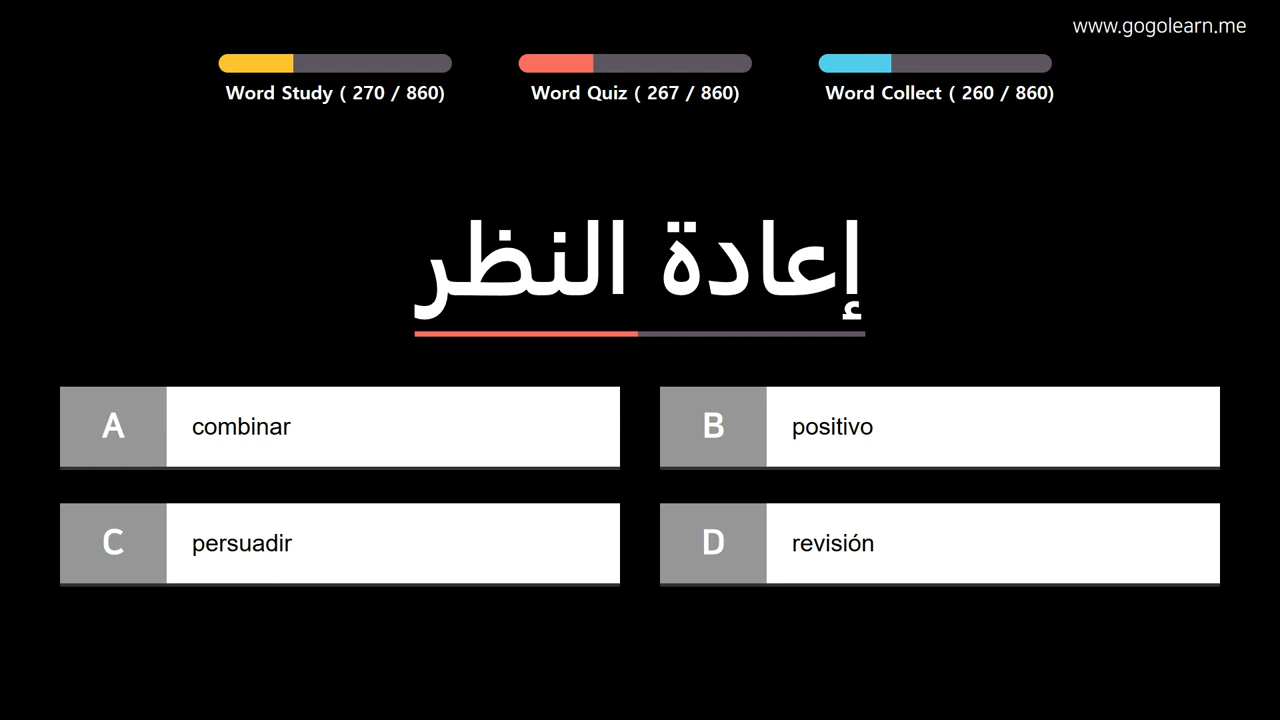 www.gogolearn.me
Word Study ( 270 / 860)
Word Quiz ( 267 / 860)
Word Collect ( 260 / 860)
إعادة النظر
A combinar
B positivo
C persuadir
D revisión